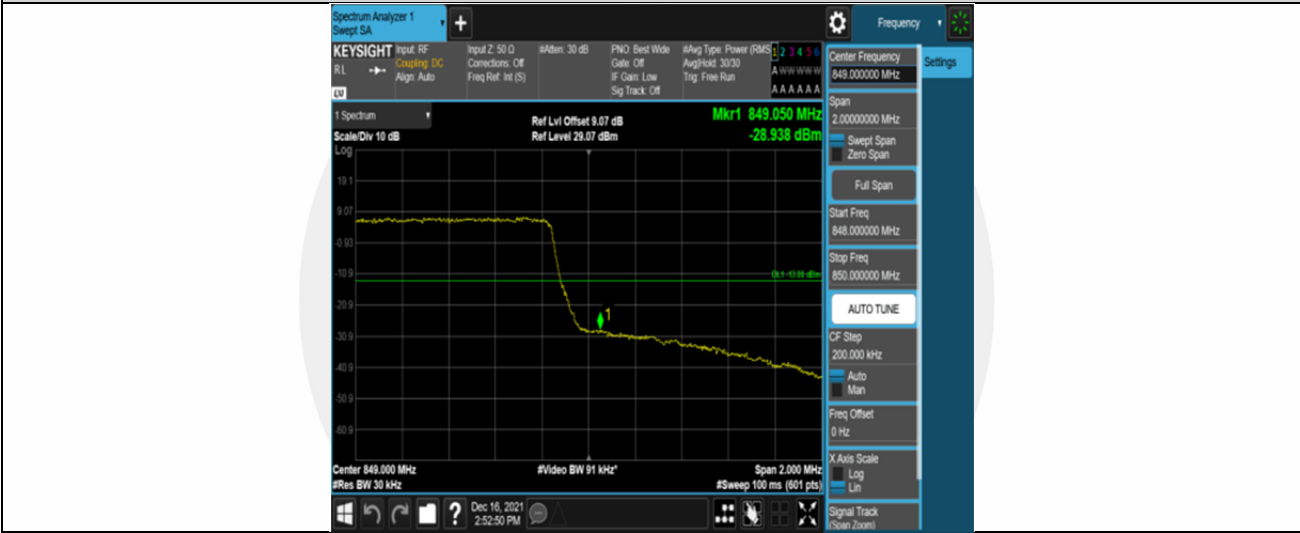 Spectrum Analyzer 1
Swept SA
+
Frequency
KEYSIGHT
RL
Input: RF
Coupling: DC
Align: Auto
Input Z: 50 Ω
Corrections: Off
Freq Ref: Int (S)
#Atten: 30 dB
PNO: Best Wide
Gate: Off
IF Gain: Low
Sig Track: Off
#Avg Type: Power (RMS
Avg|Hold: 30/30
Trig: Free Run
1 2 3 4 5 6
A W W W W W
A A A A A A
1 Spectrum
Scale/Div 10 dB
Log
Ref Lvl Offset 9.07 dB
Ref Level 29.07 dBm
Mkr1 849.050 MHz
-28.938 dBm
19.1
9.07
-0.93
-10.9
-20.9
-30.9
-40.9
-50.9
-60.9
DL1 -13.00 dBm
1
Center 849.000 MHz
#Res BW 30 kHz
#Video BW 91 kHz*
Span 2.000 MHz
#Sweep 100 ms (601 pts)
?
Dec 16, 2021
2:52:50 PM
Center Frequency
849.000000 MHz
Settings
Span
2.00000000 MHz
Swept Span
Zero Span
Full Span
Start Freq
848.000000 MHz
Stop Freq
850.000000 MHz
AUTO TUNE
CF Step
200.000 kHz
Auto
Man
Freq Offset
0 Hz
X Axis Scale
Log
Lin
Signal Track
(Span Zoom)